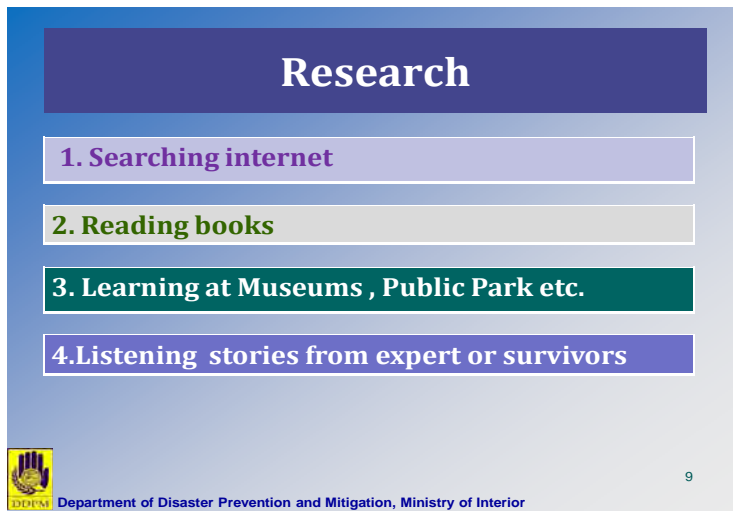 Research
1. Searching internet
2. Reading books
3. Learning at Museums , Public Park etc.
4.Listening  stories from expert or survivors
9
DDPM
Department of Disaster Prevention and Mitigation, Ministry of Interior